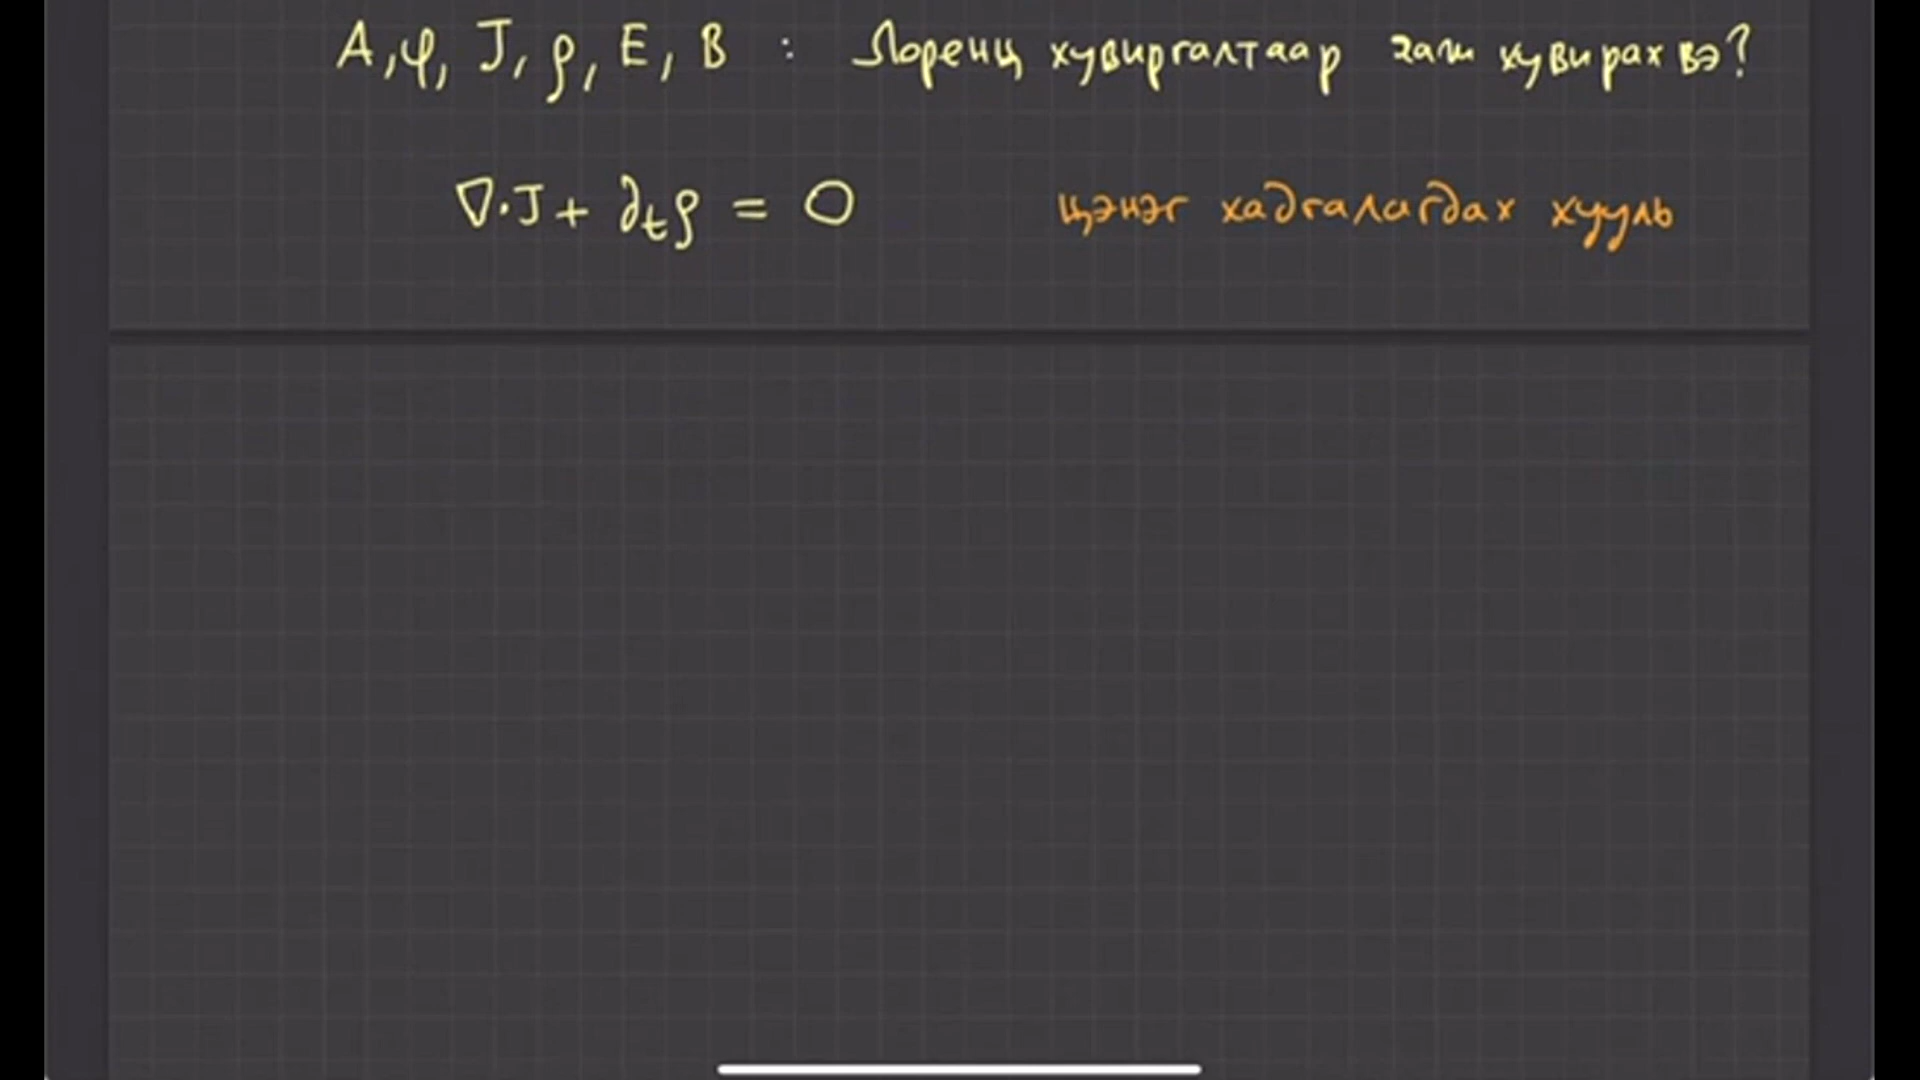 A, φ, J, ρ, E, B : Лоренц хувиргалтаар яаж хувирах вэ?
∇·J + ∂ₜρ = 0 цэнэг хадгалагдах хууль